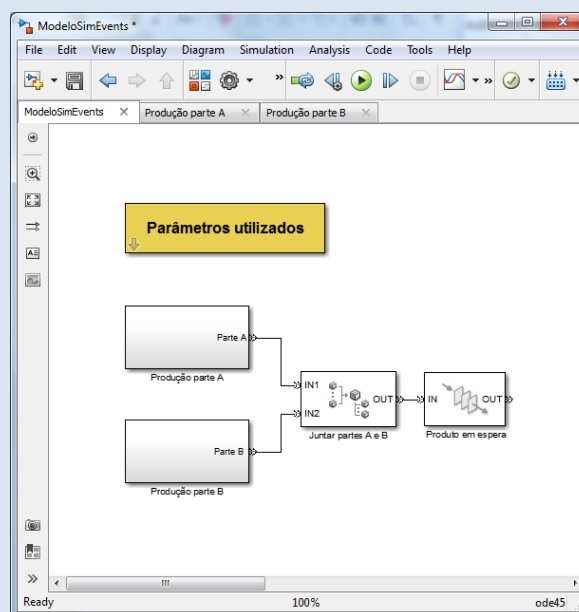 ModeloSimEvents *
File Edit View Display Diagram Simulation Analysis Code Tools Help
ModeloSimEvents Produção parte A Produção parte B
Parâmetros utilizados
Parte A
Produção parte A
IN1
OUT
IN2
Juntar partes A e B
IN OUT
Produto em espera
Parte B
Produção parte B
Ready 100% ode45